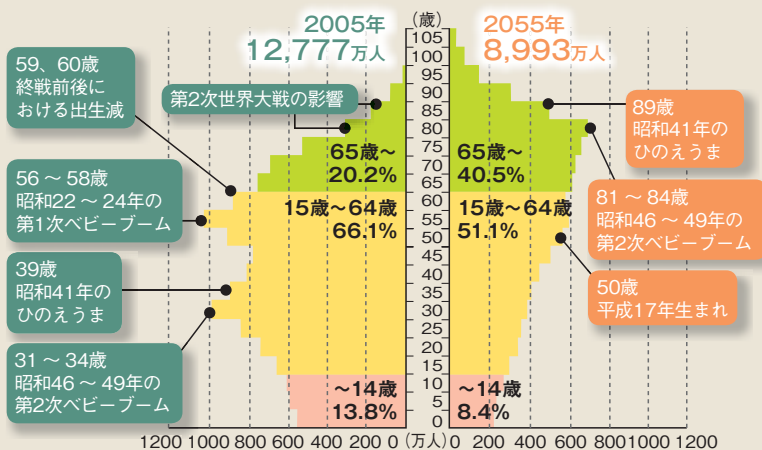 (歳)
2005年
12,777万人
2055年
8,993万人
59、60歳
終戦前後に
おける出生減
第2次世界大戦の影響
56～58歳
昭和22～24年の
第1次ベビーブーム
39歳
昭和41年の
ひのえうま
31～34歳
昭和46～49年の
第2次ベビーブーム
65歳～
20.2%
15歳～64歳
66.1%
～14歳
13.8%
105
100
95
90
85
80
75
70
65
60
55
50
45
40
35
30
25
20
15
10
5
0
65歳～
40.5%
15歳～64歳
51.1%
～14歳
8.4%
89歳
昭和41年の
ひのえうま
81～84歳
昭和46～49年の
第2次ベビーブーム
50歳
平成17年生まれ
1200 1000 800 600 400 200 0 (万人) 0 200 400 600 800 1000 1200